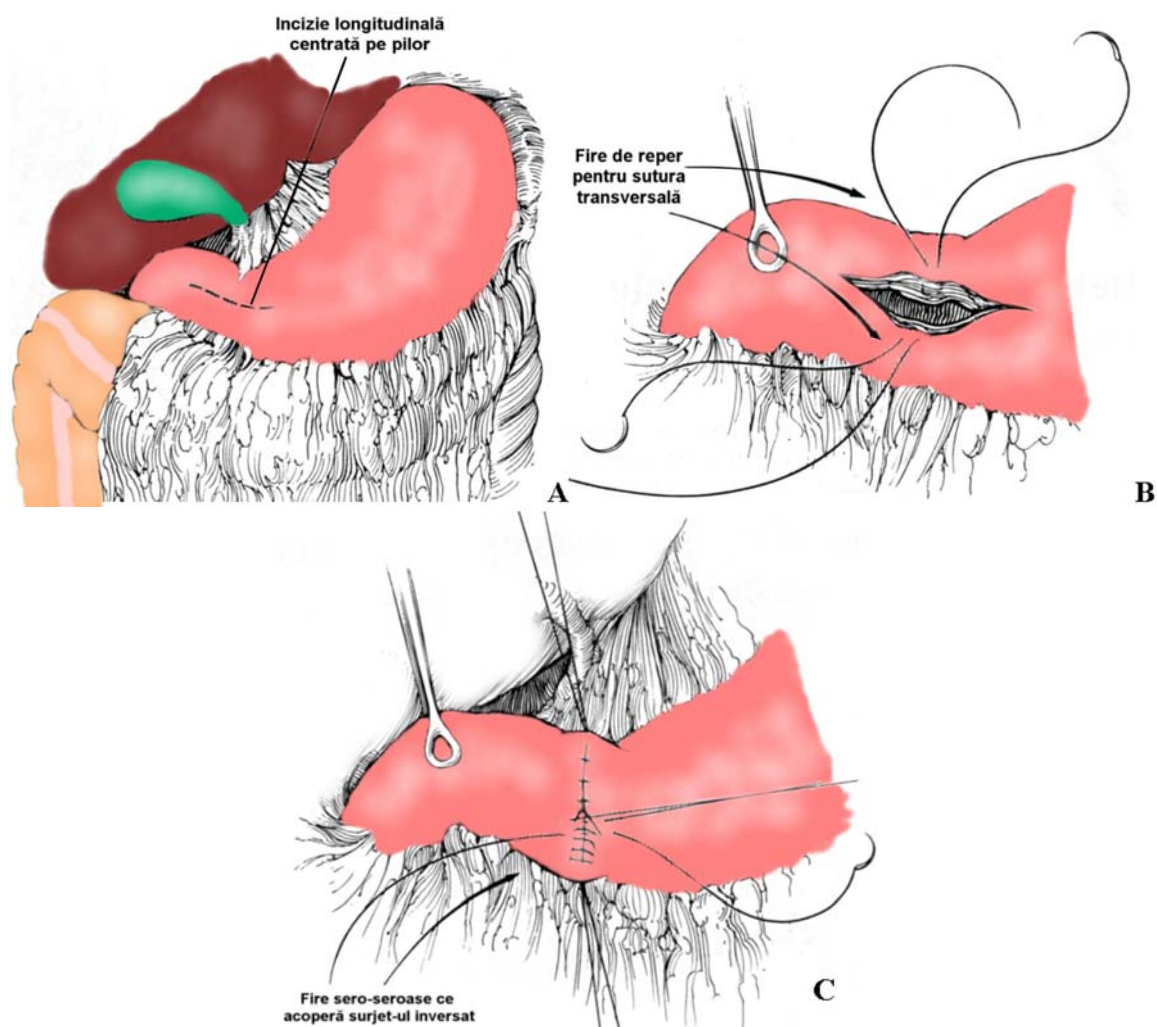 Incizie longitudinală
centrată pe pilor
A
Fire de reper
pentru sutura
transversală
B
Fire sero-seroase ce
acoperă surjet-ul inversat
C